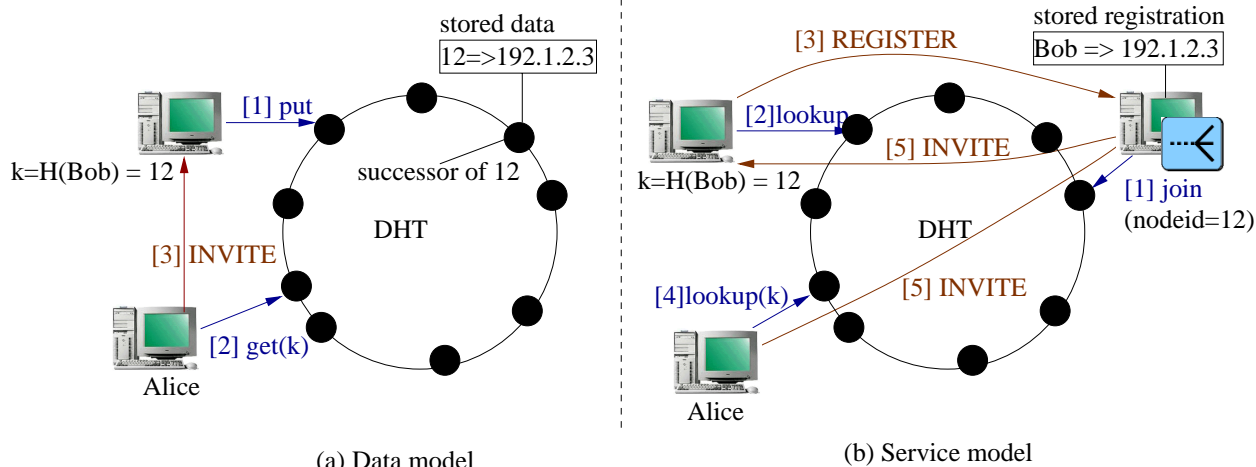 stored data
12=>192.1.2.3
[1] put
k=H(Bob) = 12
successor of 12
DHT
[3] INVITE
[2] get(k)
Alice
(a) Data model
stored registration
Bob => 192.1.2.3
[3] REGISTER
[2]lookup
[5] INVITE
k=H(Bob) = 12
[1] join
(nodeid=12)
DHT
[4]lookup(k)
[5] INVITE
Alice
(b) Service model